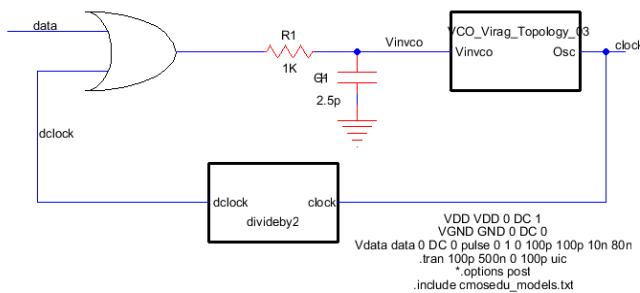 data
R1
1K
Vinvco
VCO_Virag_Topology_03
Vinvco
Osc
clock
2.5p
dclock
dclock
clock
divideby2
VDD VDD 0 DC 1
VGND GND 0 DC 0
Vdata data 0 DC 0 pulse 0 1 0 100p 100p 10n 80n
.tran 100p 500n 0 100p uic
*.options post
.include cmosedu_models.txt